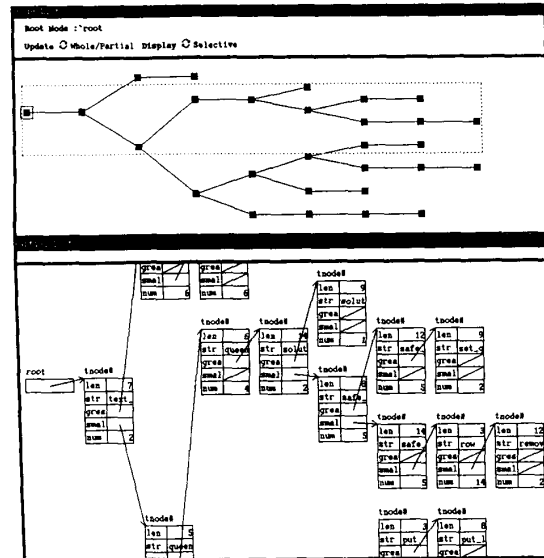 Root Node :`root
Update Whole/Partial Display Selective
grea
smal
num 6
grea
smal
num 6
tnode#
len 9
str solut
grea
smal
num 1
tnode#
len 6
str queen
grea
smal
num 4
tnode#
len 14
str solut
grea
smal
num 2
tnode#
len 12
str safe_
grea
smal
num 5
tnode#
len 9
str set_q
grea
smal
num 2
root
tnode#
len 7
str text_
grea
smal
num 2
tnode#
len 8
str safe_
grea
smal
num 5
tnode#
len 14
str safe_
grea
smal
num 5
tnode#
len 3
str row
grea
smal
num 14
tnode#
len 12
str remov
grea
smal
num 2
tnode#
len 5
str queen
tnode#
len 3
str put
grea
tnode#
len 8
str put_l
grea